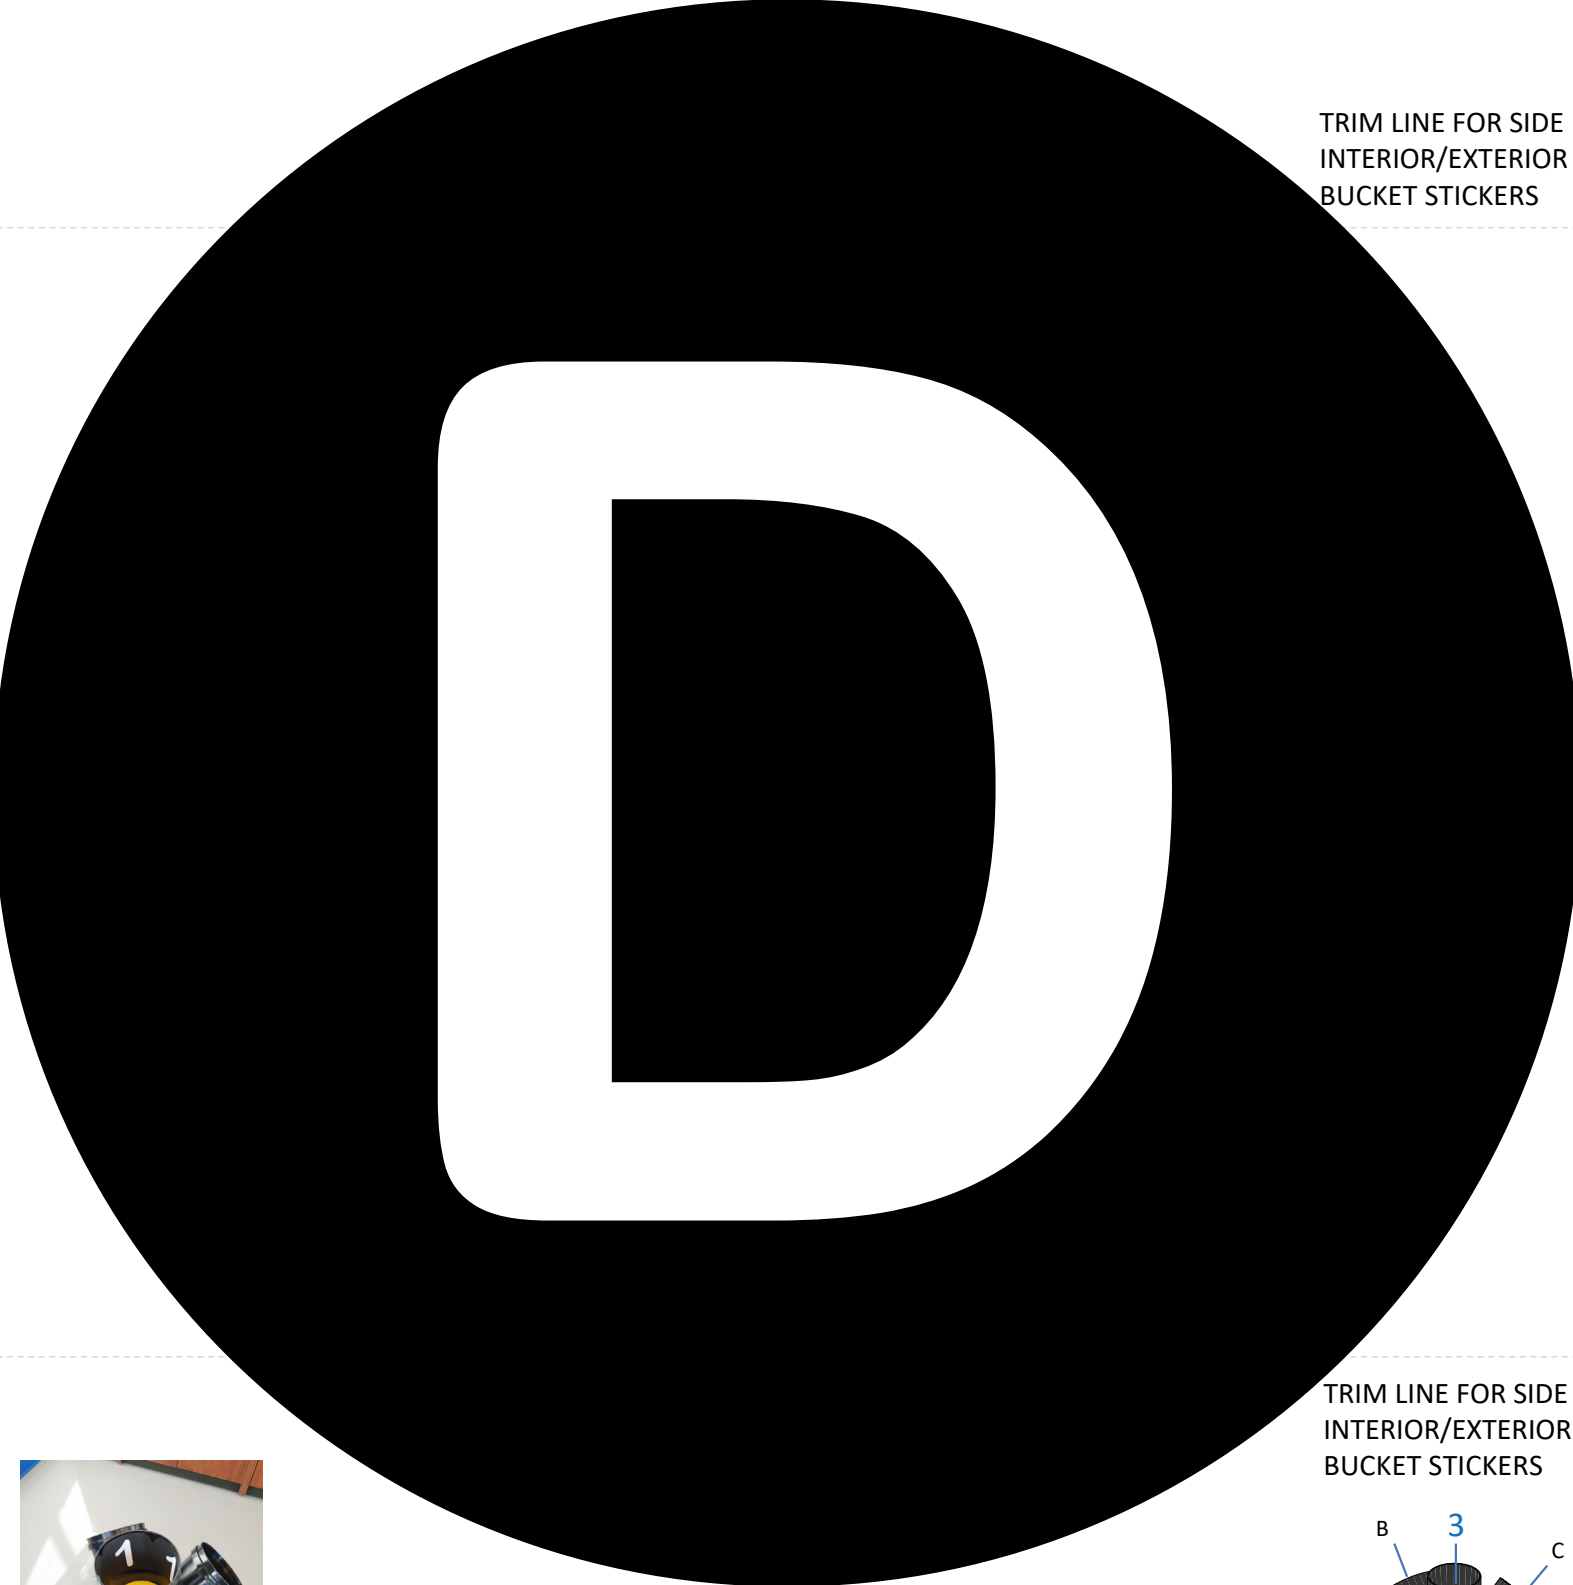 TRIM LINE FOR SIDE
INTERIOR/EXTERIOR
BUCKET STICKERS
D
TRIM LINE FOR SIDE
INTERIOR/EXTERIOR
BUCKET STICKERS
B
3
C
1